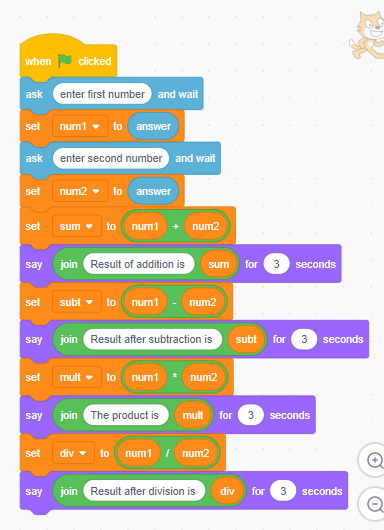 when clicked
ask enter first number and wait
set num1 to answer
ask enter second number and wait
set num2 to answer
set sum to num1 + num2
say join Result of addition is sum for 3 seconds
set subt to num1 - num2
say join Result after subtraction is subt for 3 seconds
set mult to num1 * num2
say join The product is mult for 3 seconds
set div to num1 / num2
say join Result after division is div for 3 seconds